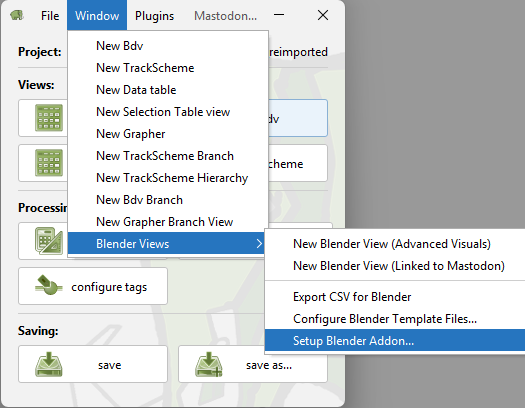 File Window Plugins Mastodon...
Project: reimported
New Bdv
New TrackScheme
Views:
New Data table
New Selection Table view
dv
New Grapher
New TrackScheme Branch
cheme
New TrackScheme Hierarchy
New Bdv Branch
Processin
New Grapher Branch View
Blender Views
New Blender View (Advanced Visuals)
New Blender View (Linked to Mastodon)
configure tags
Export CSV for Blender
Configure Blender Template Files...
Saving:
Setup Blender Addon...
save
save as...